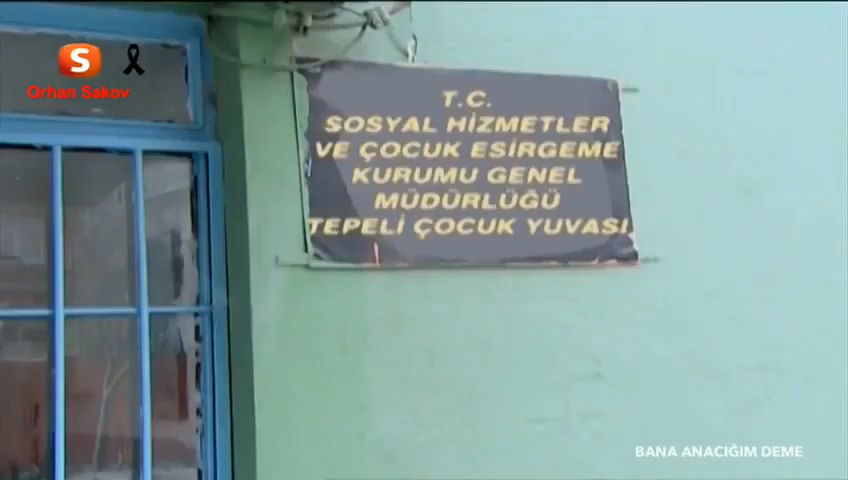 S
Orhan Sakov
T.C.
SOSYAL HİZMETLER
VE ÇOCUK ESİRGEME
KURUMU GENEL
MÜDÜRLÜĞÜ
TEPELİ ÇOCUK YUVASI
BANA ANACIĞIM DEME